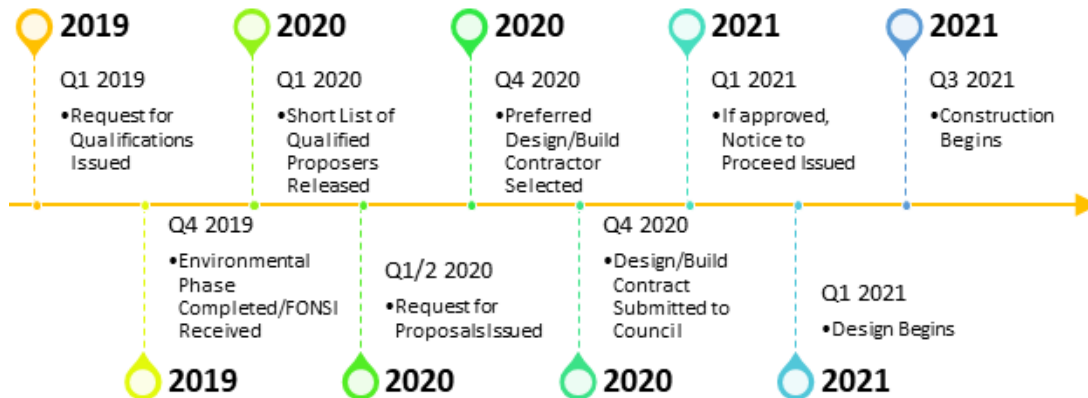 2019
2020
2020
2021
2021
Q1 2019
•Request for
Qualifications
Issued
Q1 2020
•Short List of
Qualified
Proposers
Released
Q4 2020
•Preferred
Design/Build
Contractor
Selected
Q1 2021
•If approved,
Notice to
Proceed Issued
Q3 2021
•Construction
Begins
Q4 2019
•Environmental
Phase
Completed/FONSI
Received
Q1/2 2020
•Request for
Proposals Issued
Q4 2020
•Design/Build
Contract
Submitted to
Council
Q1 2021
•Design Begins
2019
2020
2020
2021